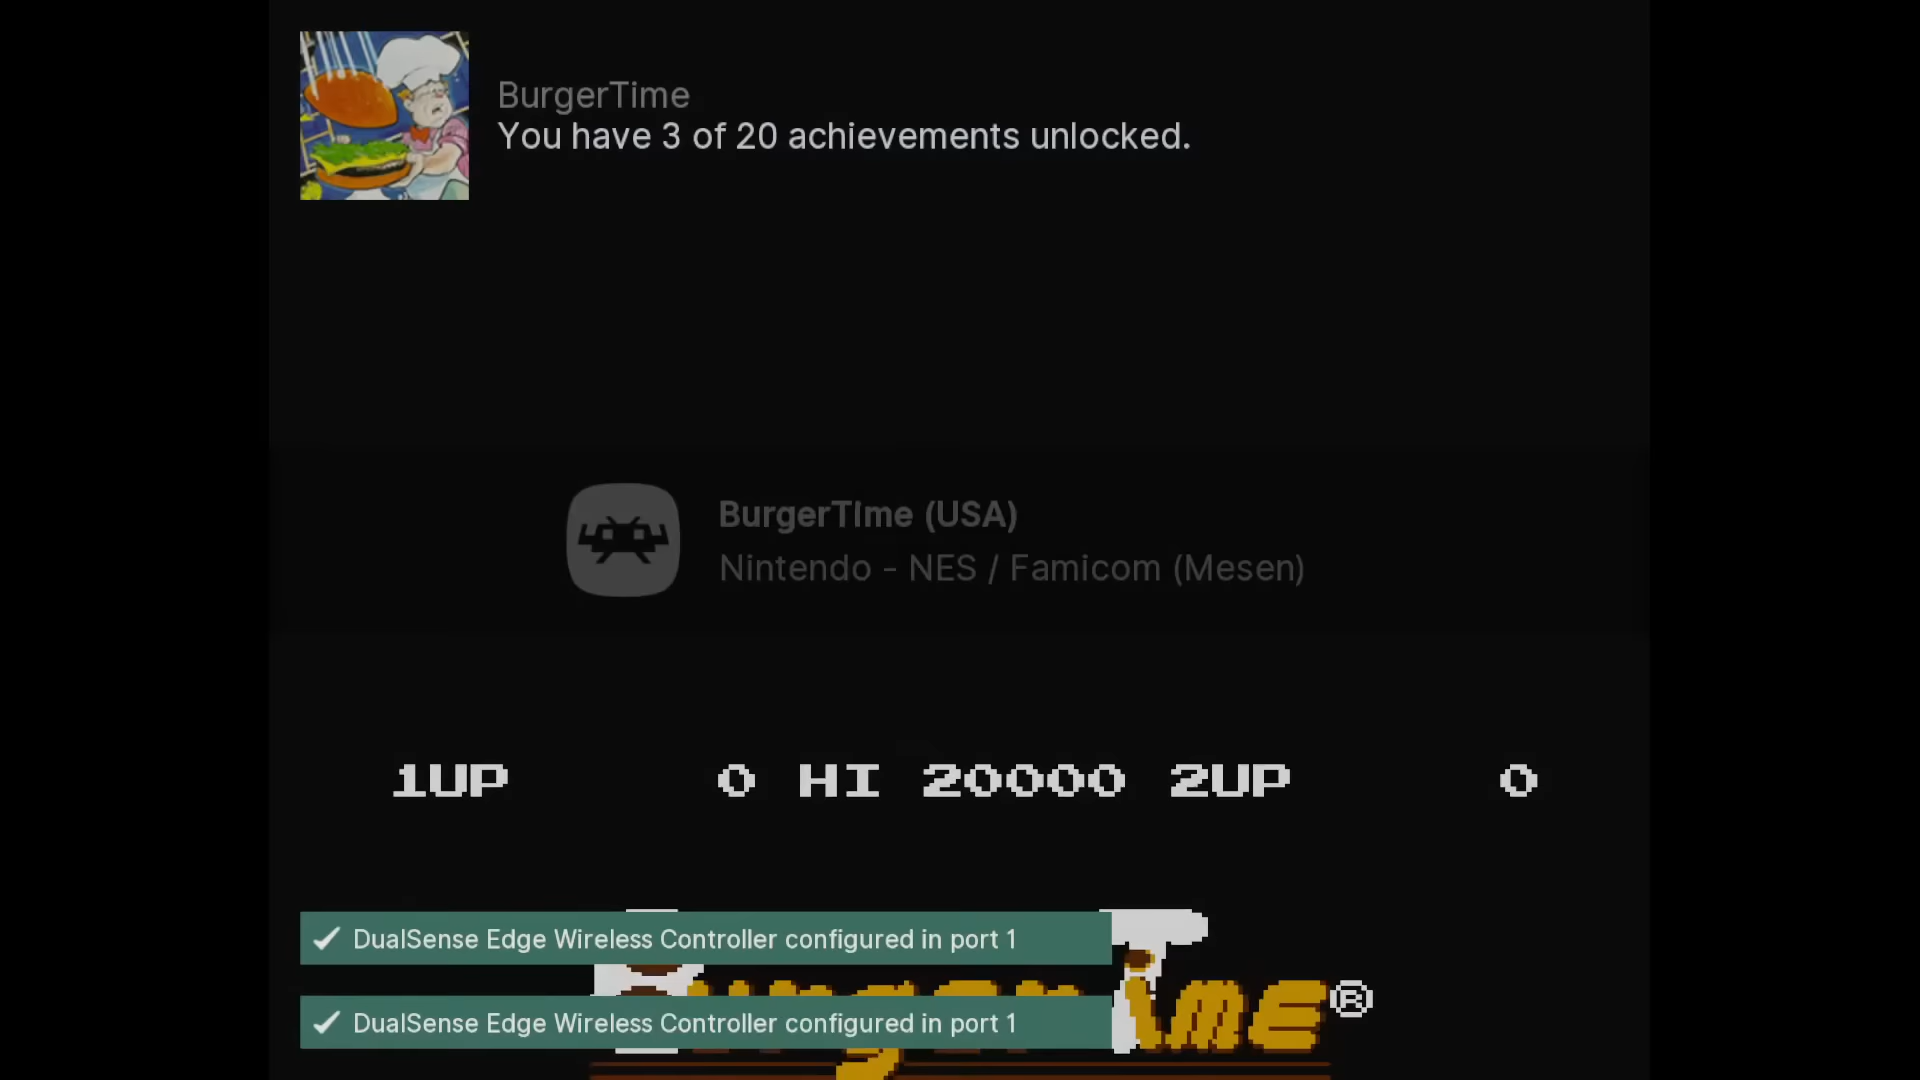 BurgerTime
You have 3 of 20 achievements unlocked.
BurgerTime (USA)
Nintendo - NES / Famicom (Mesen)
1UP 0 HI 20000 2UP 0
DualSense Edge Wireless Controller configured in port 1
BurgerTime®
DualSense Edge Wireless Controller configured in port 1